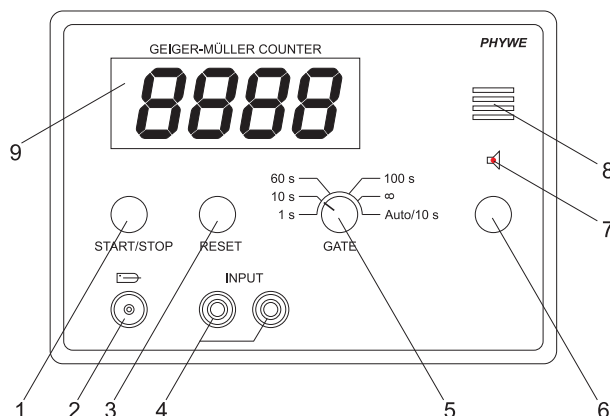 PHYWE
GEIGER-MÜLLER COUNTER
8888
9
8
7
60 s 100 s
10 s ∞
1 s Auto/10 s
START/STOP RESET GATE
INPUT
1 2 3 4 5 6